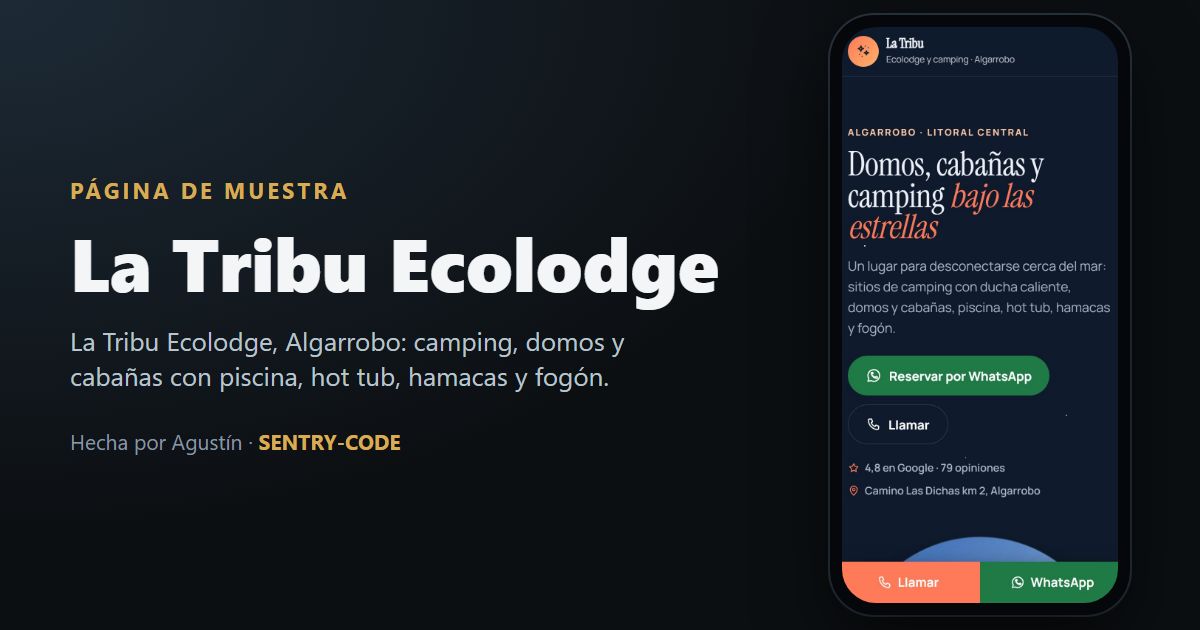 PÁGINA DE MUESTRA
La Tribu Ecolodge
La Tribu Ecolodge, Algarrobo: camping, domos y
cabañas con piscina, hot tub, hamacas y fogón.
Hecha por Agustín · SENTRY-CODE
La Tribu
Ecolodge y camping · Algarrobo
ALGARROBO · LITORAL CENTRAL
Domos, cabañas y
camping bajo las
estrellas
Un lugar para desconectarse cerca del mar:
sitios de camping con ducha caliente,
domos y cabañas, piscina, hot tub, hamacas
y fogón.
Reservar por WhatsApp
Llamar
4,8 en Google · 79 opiniones
Camino Las Dichas km 2, Algarrobo
Llamar
WhatsApp